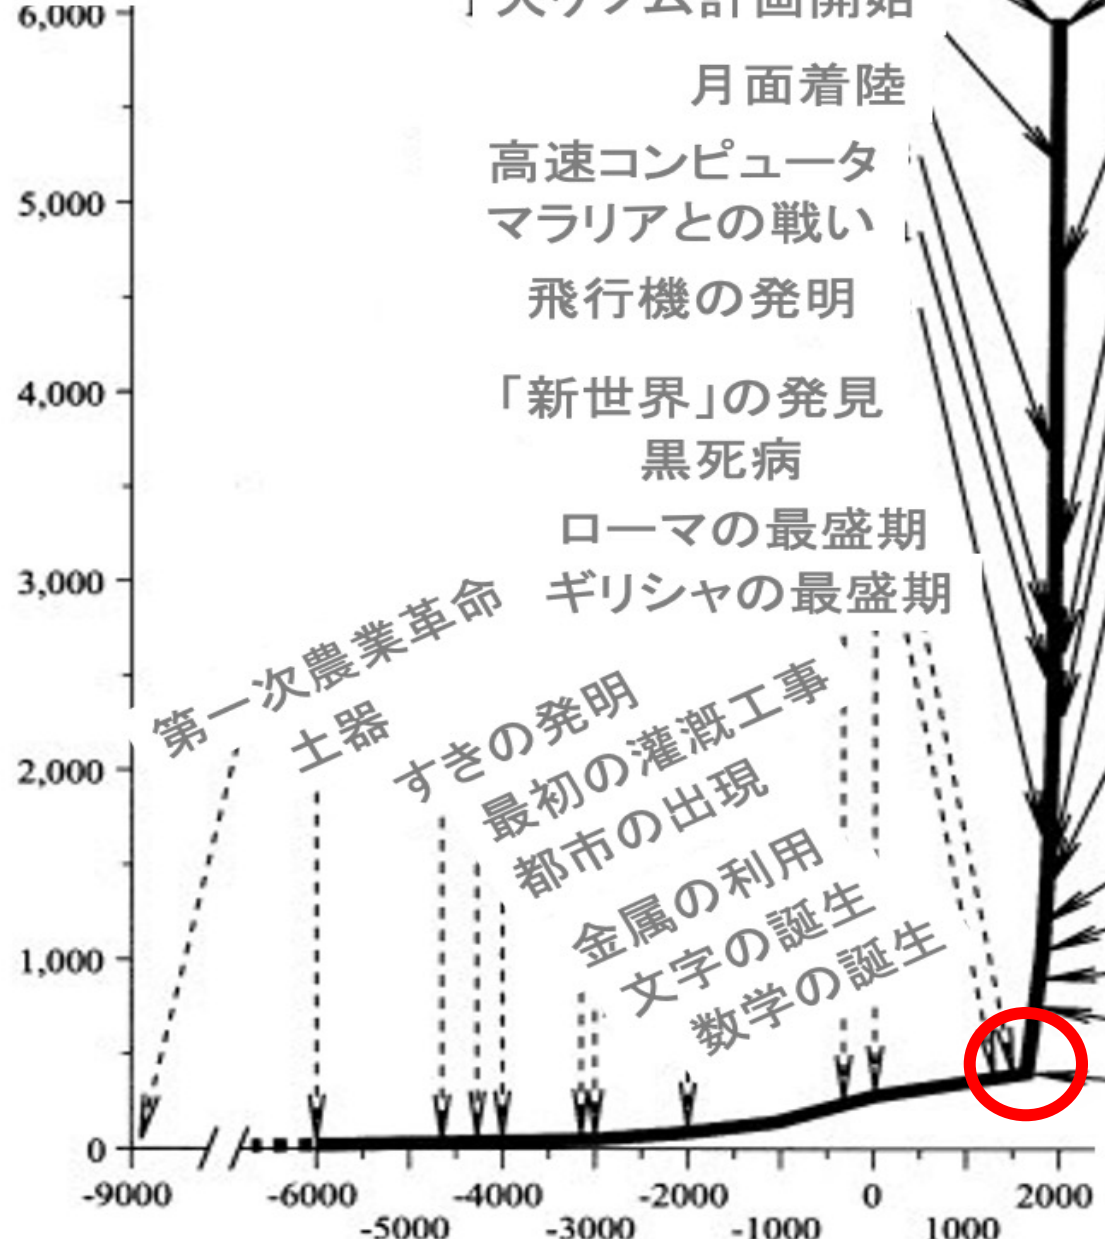 6,000
月面着陸
高速コンピュータ
5,000
マラリアとの戦い
飛行機の発明
4,000
「新世界」の発見
黒死病
ローマの最盛期
3,000
ギリシャの最盛期
第一次農業革命
土器
すきの発明
最初の灌漑工事
2,000
都市の出現
金属の利用
文字の誕生
1,000
数学の誕生
0
-9000
-6000
-4000
-2000
0
2000
-5000
-3000
-1000
1000